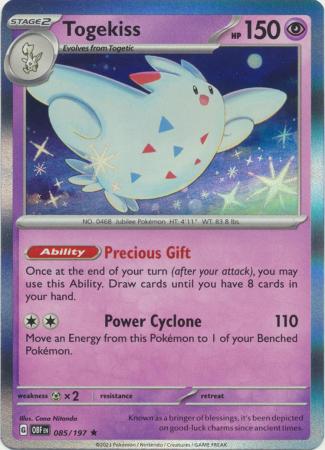 STAGE2
Togekiss
HP 150
Evolves from Togetic
NO. 0468 Jubilee Pokémon HT: 4'11" WT: 83.8 lbs.
Ability Precious Gift
Once at the end of your turn (after your attack), you may
use this Ability. Draw cards until you have 8 cards in
your hand.
Power Cyclone 110
Move an Energy from this Pokémon to 1 of your Benched
Pokémon.
weakness ×2 resistance retreat
Illus. Cona Nitanda
G OBF EN 085/197 ★
Known as a bringer of blessings, it's been depicted
on good-luck charms since ancient times.
©2023 Pokémon / Nintendo / Creatures / GAME FREAK